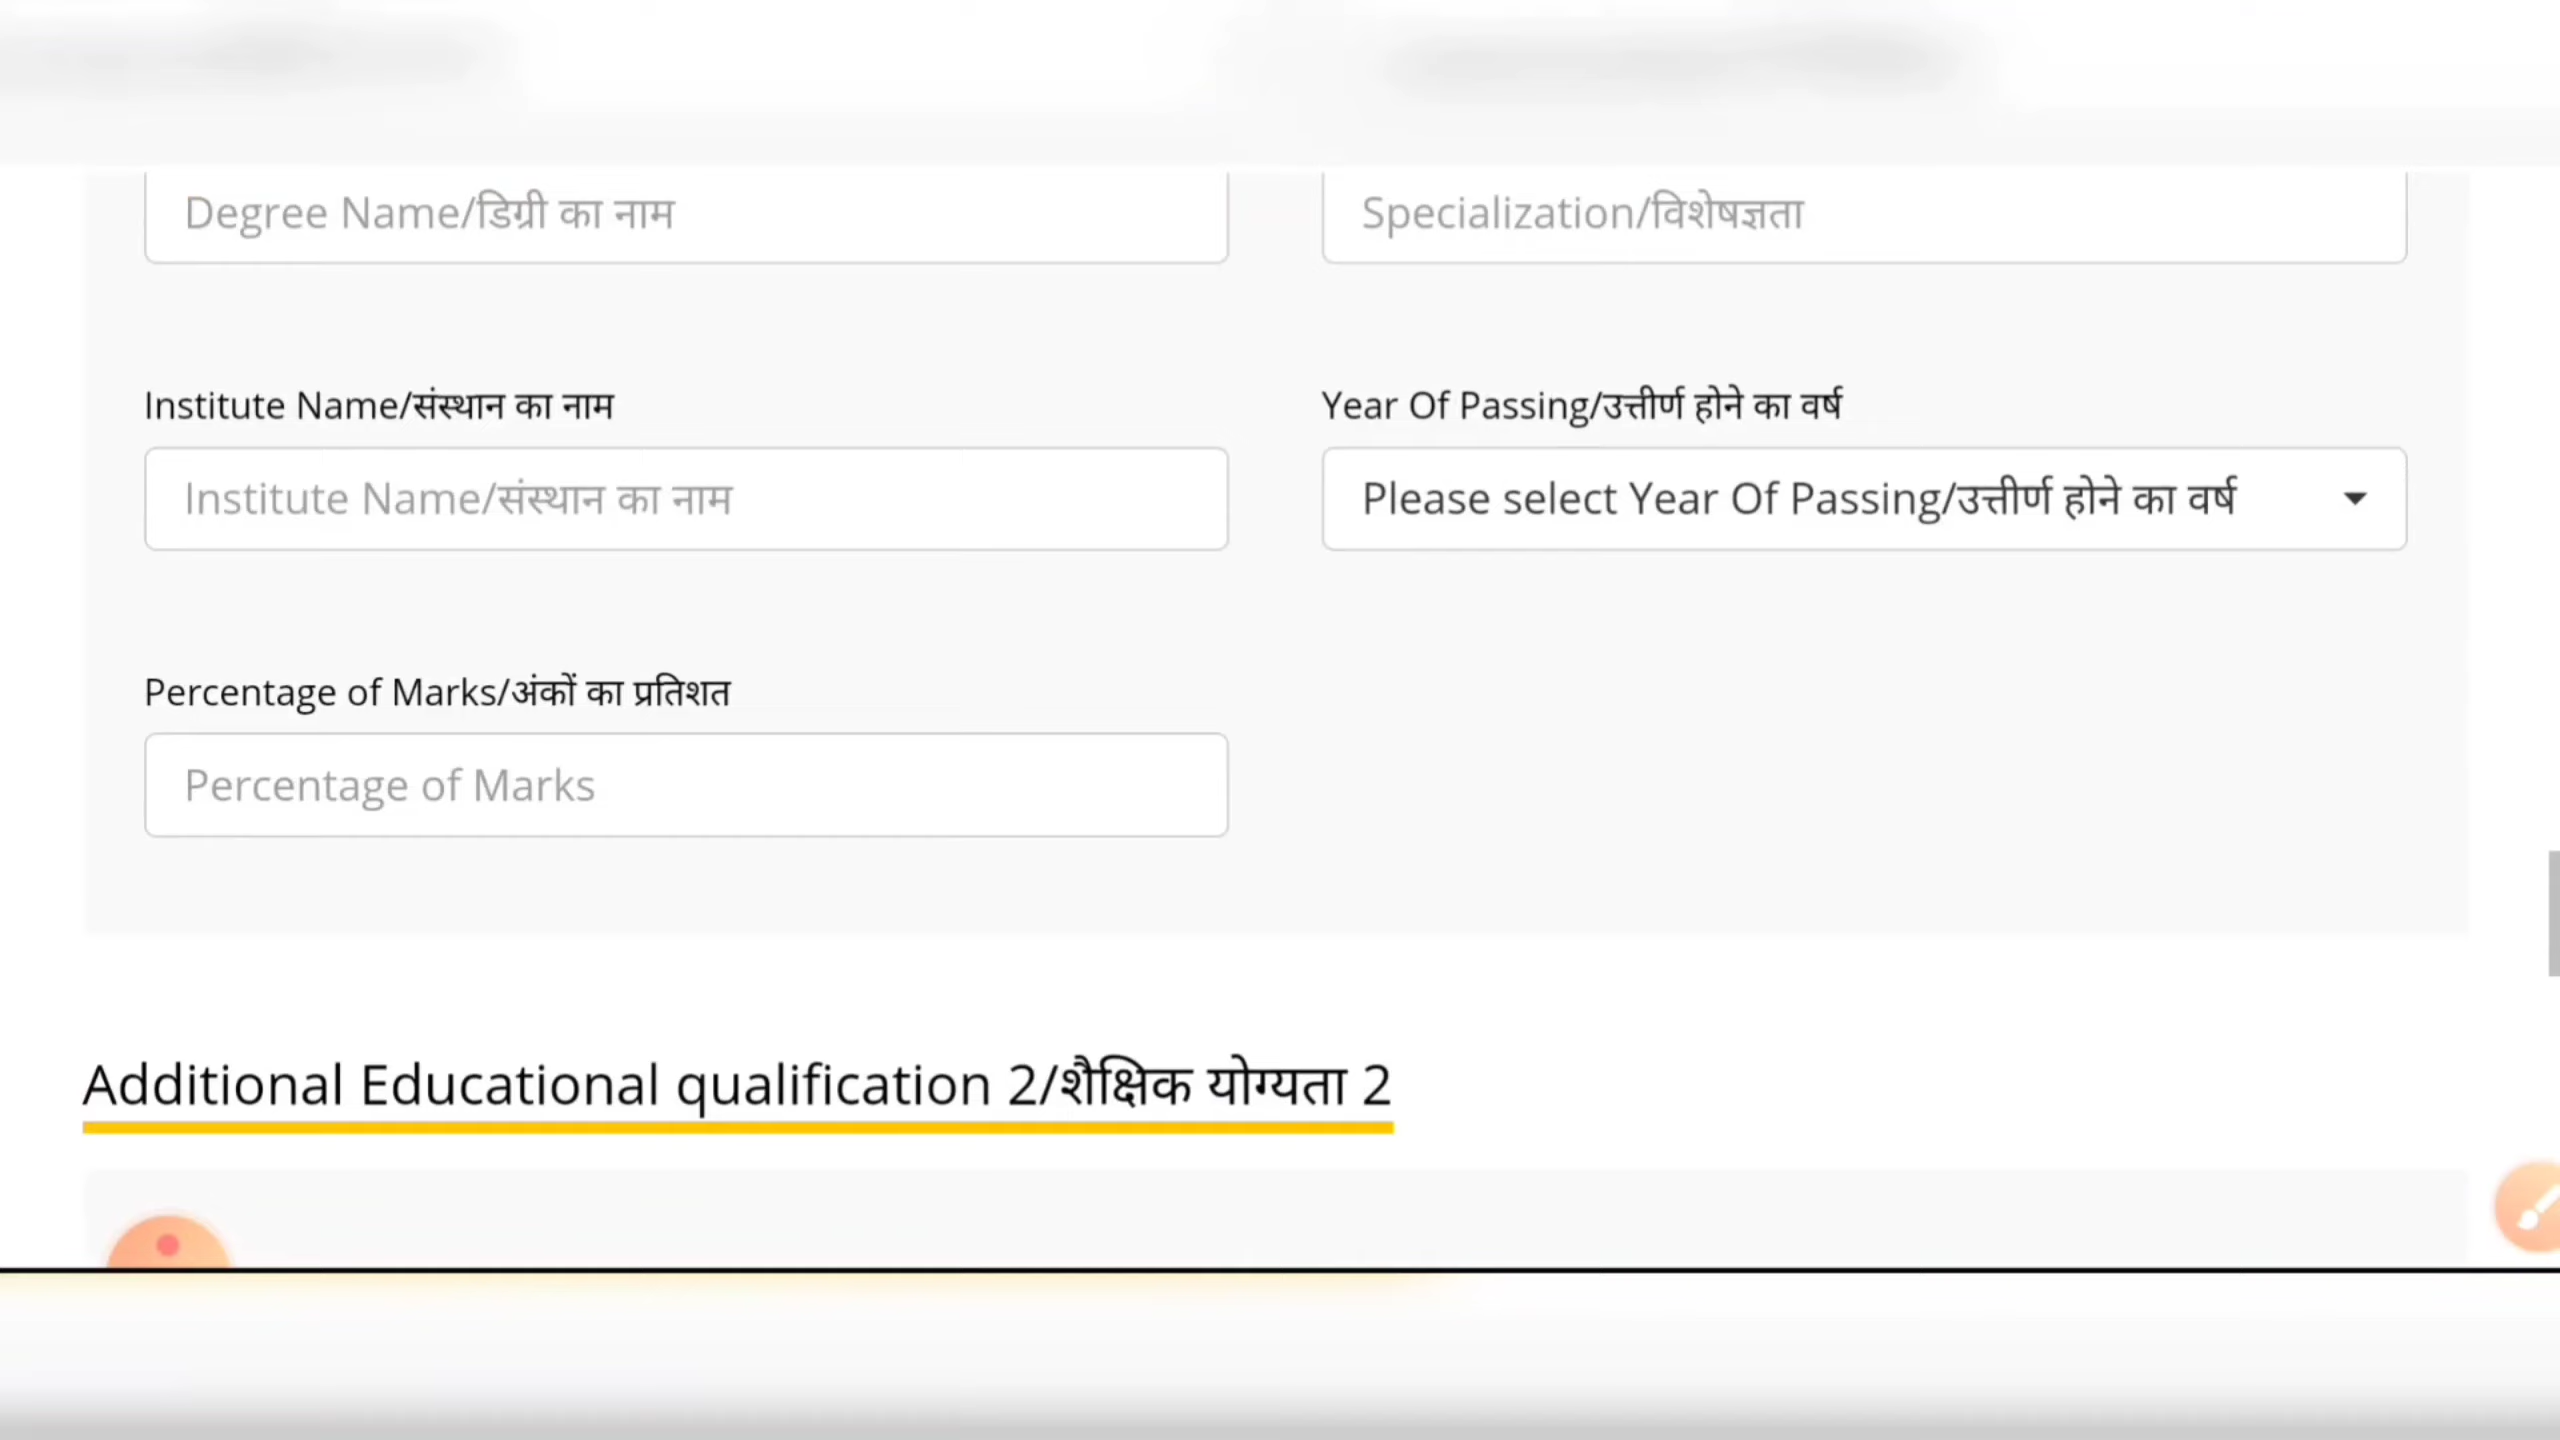 Degree Name/डिग्री का नाम
Specialization/विशेषज्ञता
Institute Name/संस्थान का नाम
Year Of Passing/उत्तीर्ण होने का वर्ष
Institute Name/संस्थान का नाम
Please select Year Of Passing/उत्तीर्ण होने का वर्ष
Percentage of Marks/अंकों का प्रतिशत
Percentage of Marks
Additional Educational qualification 2/शैक्षिक योग्यता 2